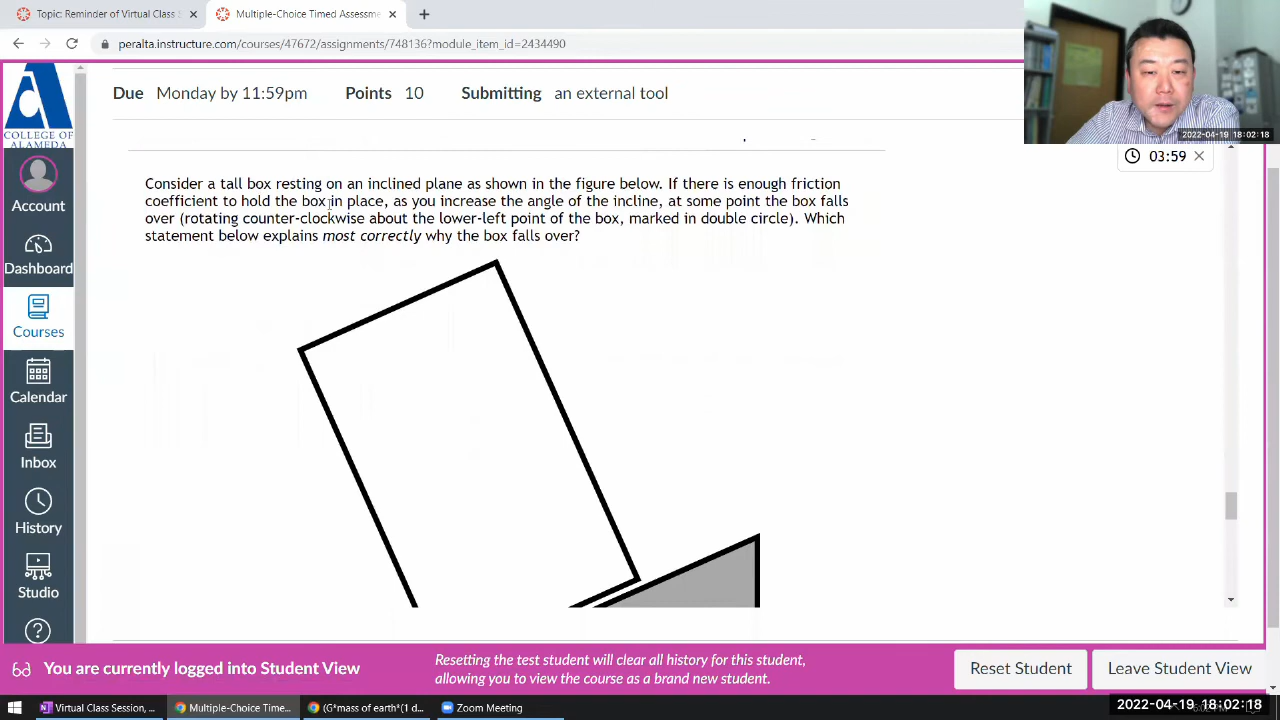 Topic: Reminder of Virtual Class S
Multiple-Choice Timed Assessme
peralta.instructure.com/courses/47672/assignments/748136?module_item_id=2434490
2022-04-19 18:02:18
COLLEGE OF
ALAMEDA
Account
Dashboard
Courses
Calendar
Inbox
History
Studio
Due Monday by 11:59pm Points 10 Submitting an external tool
03:59
Consider a tall box resting on an inclined plane as shown in the figure below. If there is enough friction
coefficient to hold the box in place, as you increase the angle of the incline, at some point the box falls
over (rotating counter-clockwise about the lower-left point of the box, marked in double circle). Which
statement below explains most correctly why the box falls over?
You are currently logged into Student View
Resetting the test student will clear all history for this student,
allowing you to view the course as a brand new student.
Reset Student
Leave Student View
Virtual Class Session, ...
Multiple-Choice Time...
(G*mass of earth*(1 d...
Zoom Meeting
2022-04-19 18:02:18